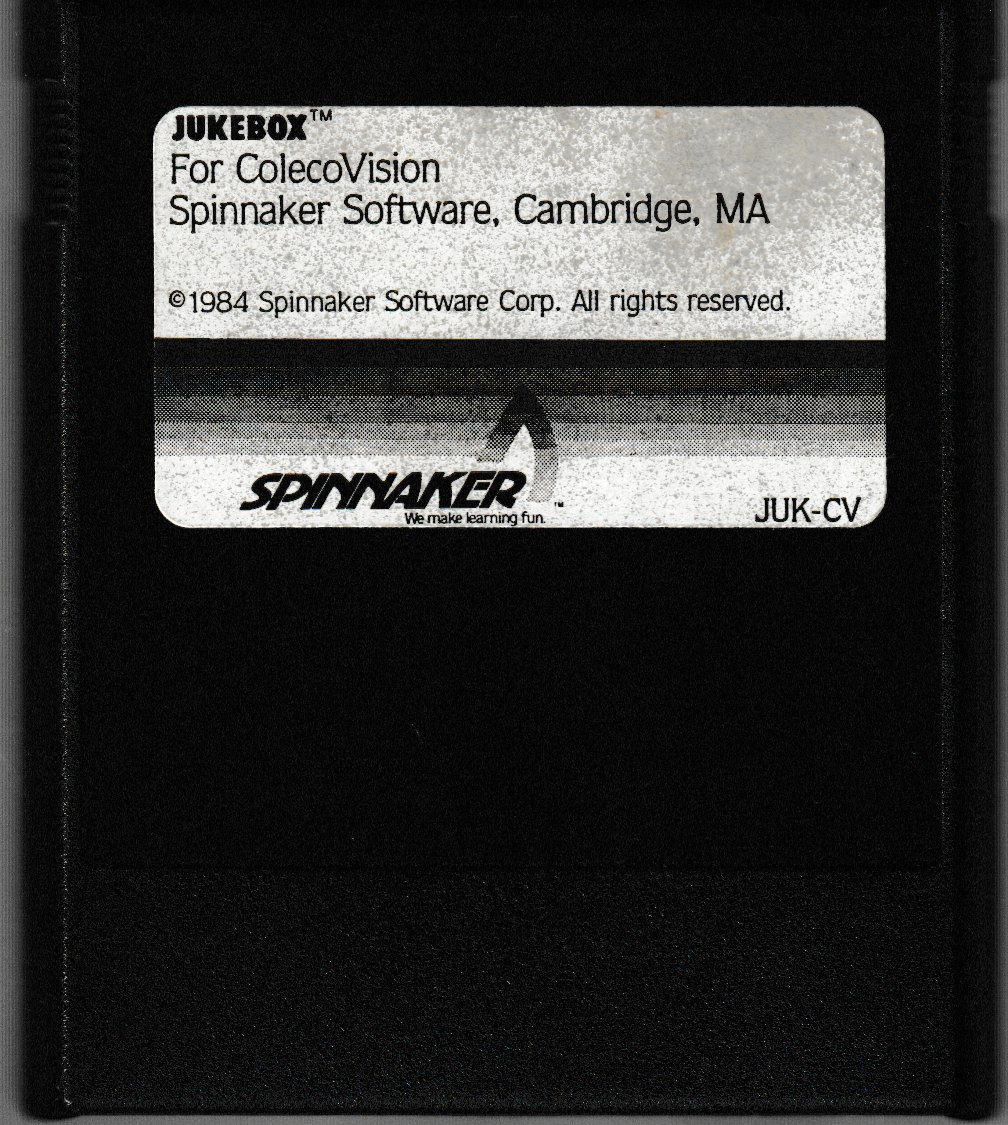 JUKEBOX™
For ColecoVision
Spinnaker Software, Cambridge, MA
©1984 Spinnaker Software Corp. All rights reserved.
SPINNAKER™
We make learning fun.
JUK-CV